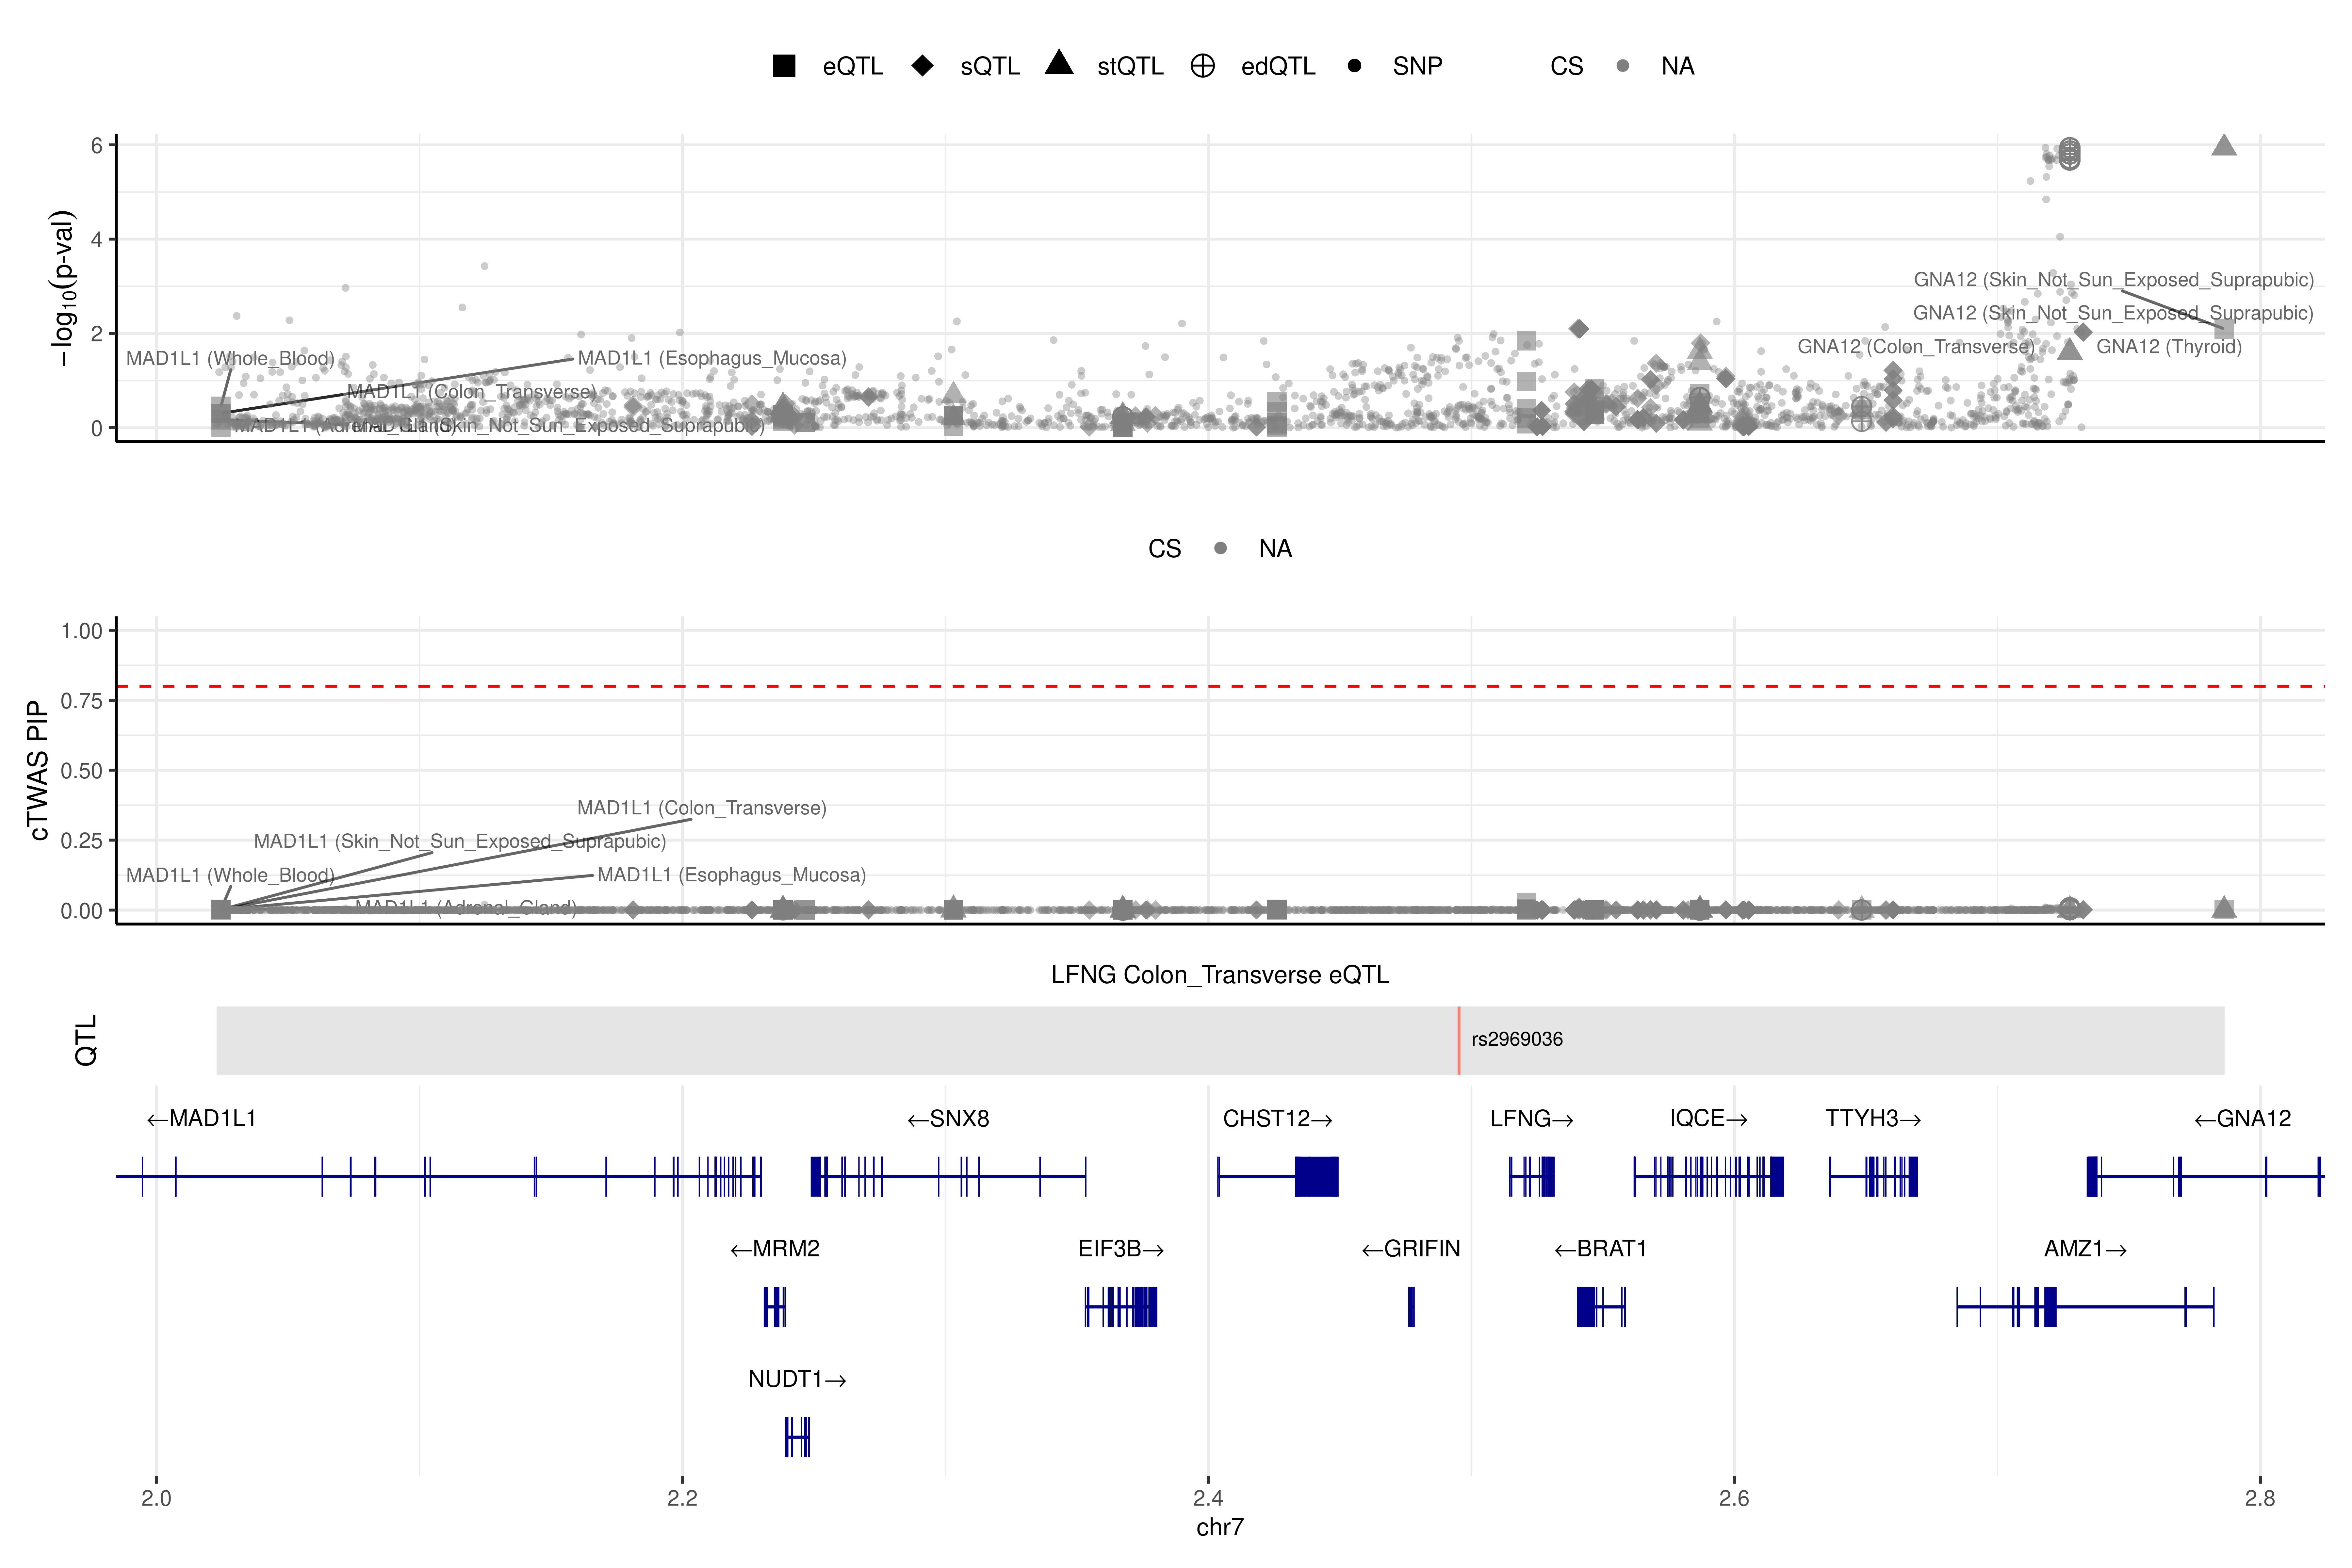 eQTL sQTL stQTL edQTL SNP CS NA
−log10(p-val)
6
4
2
0
GNA12 (Skin_Not_Sun_Exposed_Suprapubic)
GNA12 (Skin_Not_Sun_Exposed_Suprapubic)
GNA12 (Colon_Transverse) GNA12 (Thyroid)
MAD1L1 (Whole_Blood) MAD1L1 (Esophagus_Mucosa)
MAD1L1 (Colon_Transverse)
MAD1L1 (Adrenal_Gland) MAD1L1 (Skin_Not_Sun_Exposed_Suprapubic)
CS NA
cTWAS PIP
1.00
0.75
0.50
0.25
0.00
MAD1L1 (Colon_Transverse)
MAD1L1 (Skin_Not_Sun_Exposed_Suprapubic)
MAD1L1 (Whole_Blood) MAD1L1 (Esophagus_Mucosa)
MAD1L1 (Adrenal_Gland)
LFNG Colon_Transverse eQTL
QTL
rs2969036
←MAD1L1 ←SNX8 CHST12→ LFNG→ IQCE→ TTYH3→ ←GNA12
←MRM2 EIF3B→ ←GRIFIN ←BRAT1 AMZ1→
NUDT1→
2.0 2.2 2.4 2.6 2.8
chr7